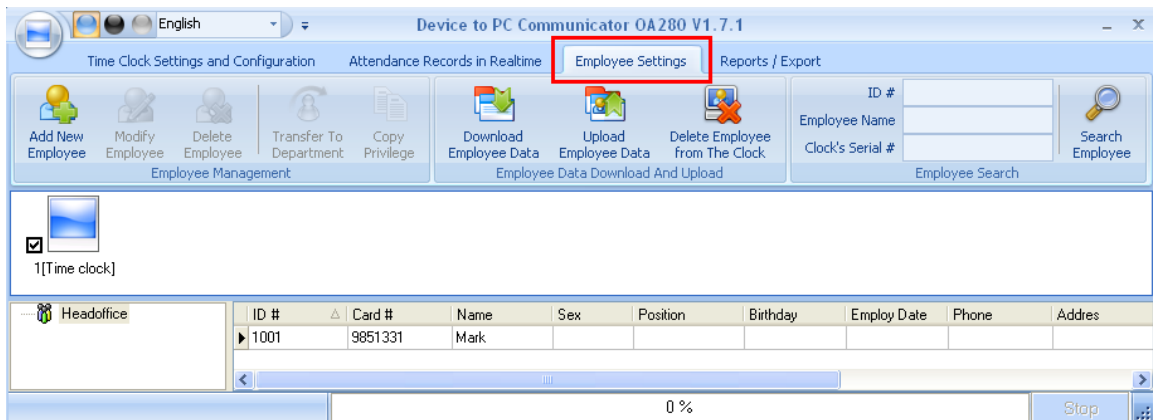 English
Device to PC Communicator OA280 V1.7.1
Time Clock Settings and Configuration Attendance Records in Realtime Employee Settings Reports / Export
Add New Employee
Modify Employee
Delete Employee
Transfer To Department
Copy Privilege
Employee Management
Download Employee Data
Upload Employee Data
Delete Employee from The Clock
Employee Data Download And Upload
ID #
Employee Name
Clock's Serial #
Search Employee
Employee Search
1[Time clock]
Headoffice
ID # Card # Name Sex Position Birthday Employ Date Phone Addres
1001 9851331 Mark
0 %
Stop